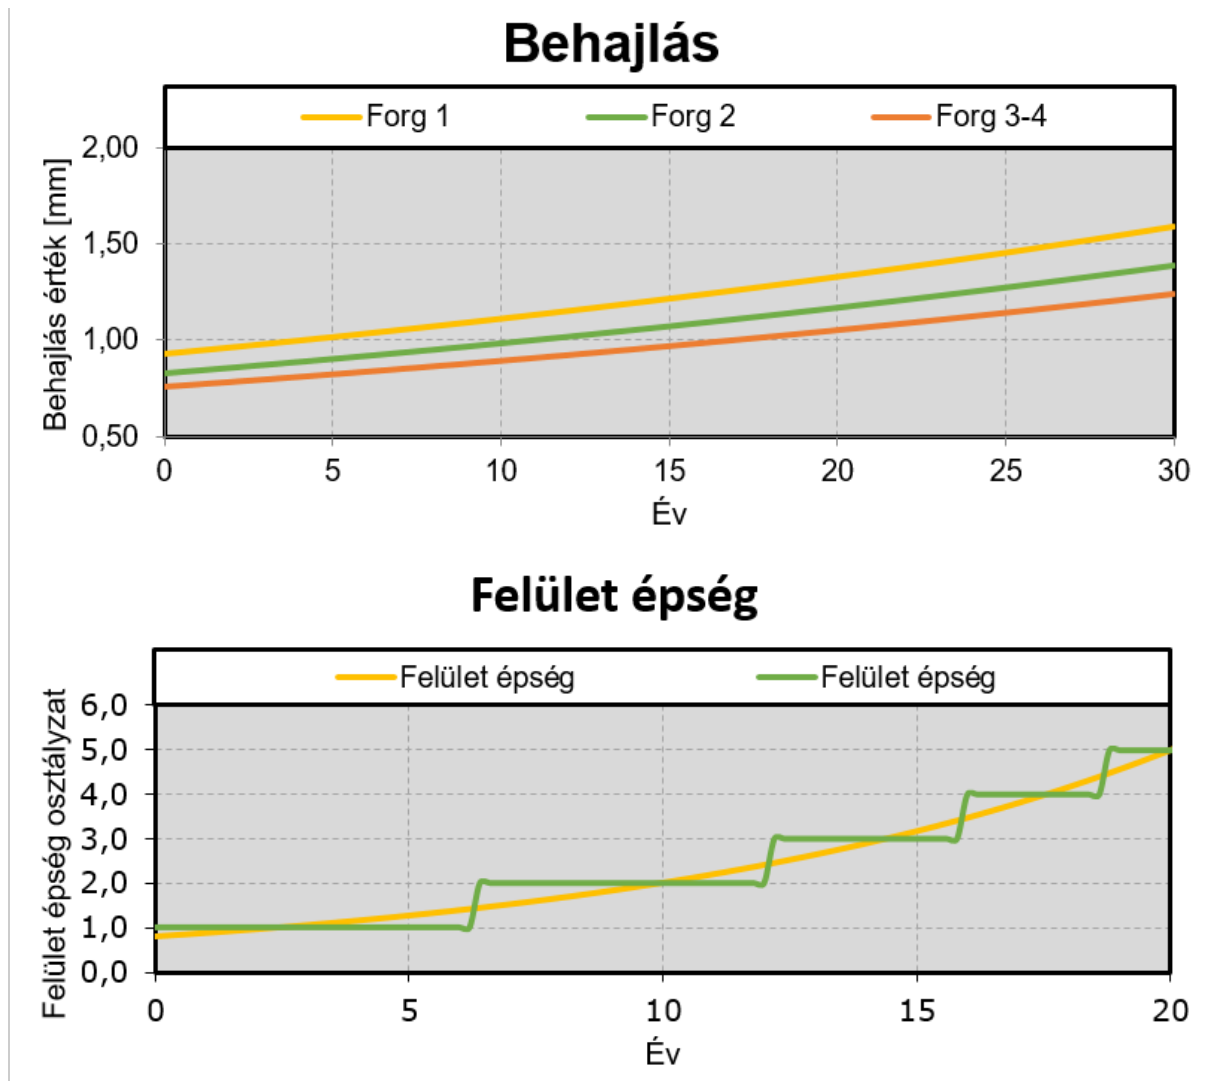 Behajlás
Forg 1 Forg 2 Forg 3-4
Behajlás érték [mm]
2,00
1,50
1,00
0,50
0 5 10 15 20 25 30
Év
Felület épség
Felület épség Felület épség
Felület épség osztályzat
6,0
5,0
4,0
3,0
2,0
1,0
0,0
0 5 10 15 20
Év